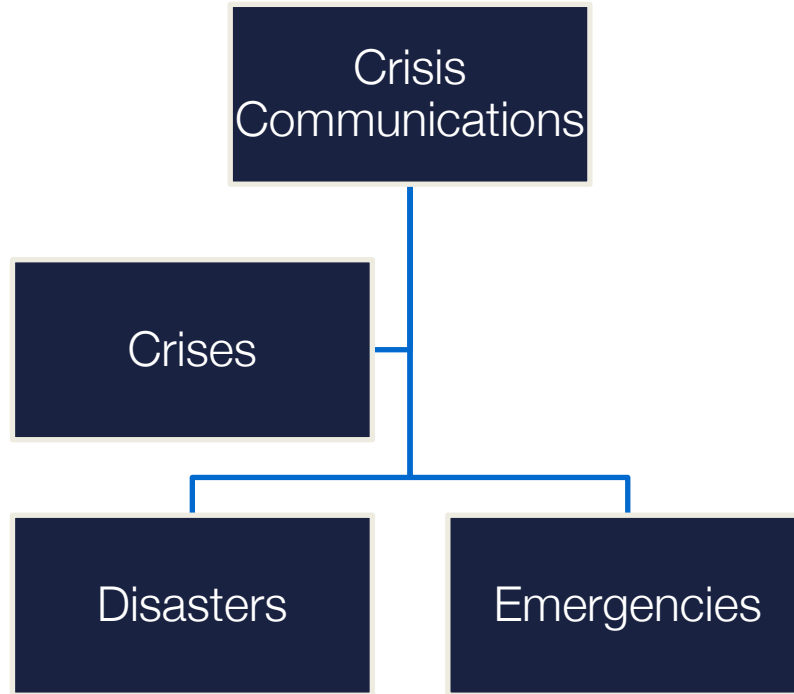 Crisis
Communications
Crises
Disasters
Emergencies